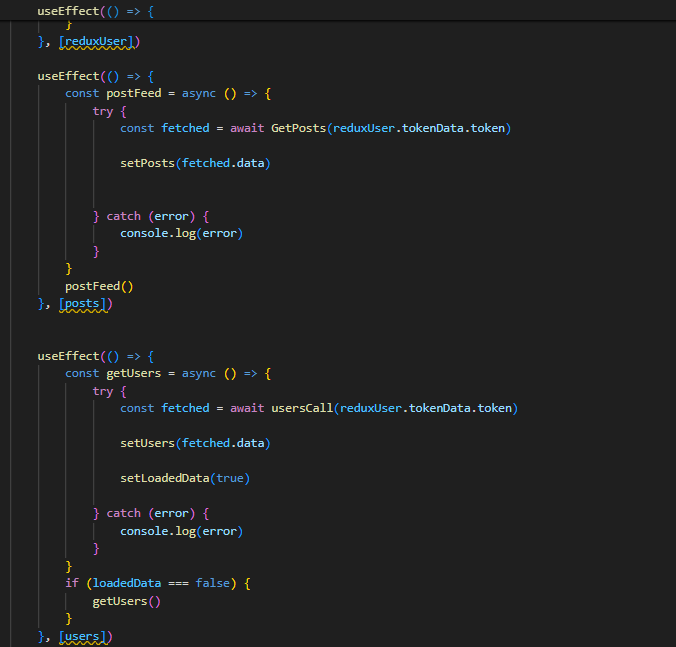 useEffect(() => {
}
}, [reduxUser])
useEffect(() => {
const postFeed = async () => {
try {
const fetched = await GetPosts(reduxUser.tokenData.token)
setPosts(fetched.data)
} catch (error) {
console.log(error)
}
}
postFeed()
}, [posts])
useEffect(() => {
const getUsers = async () => {
try {
const fetched = await usersCall(reduxUser.tokenData.token)
setUsers(fetched.data)
setLoadedData(true)
} catch (error) {
console.log(error)
}
}
if (loadedData === false) {
getUsers()
}
}, [users])